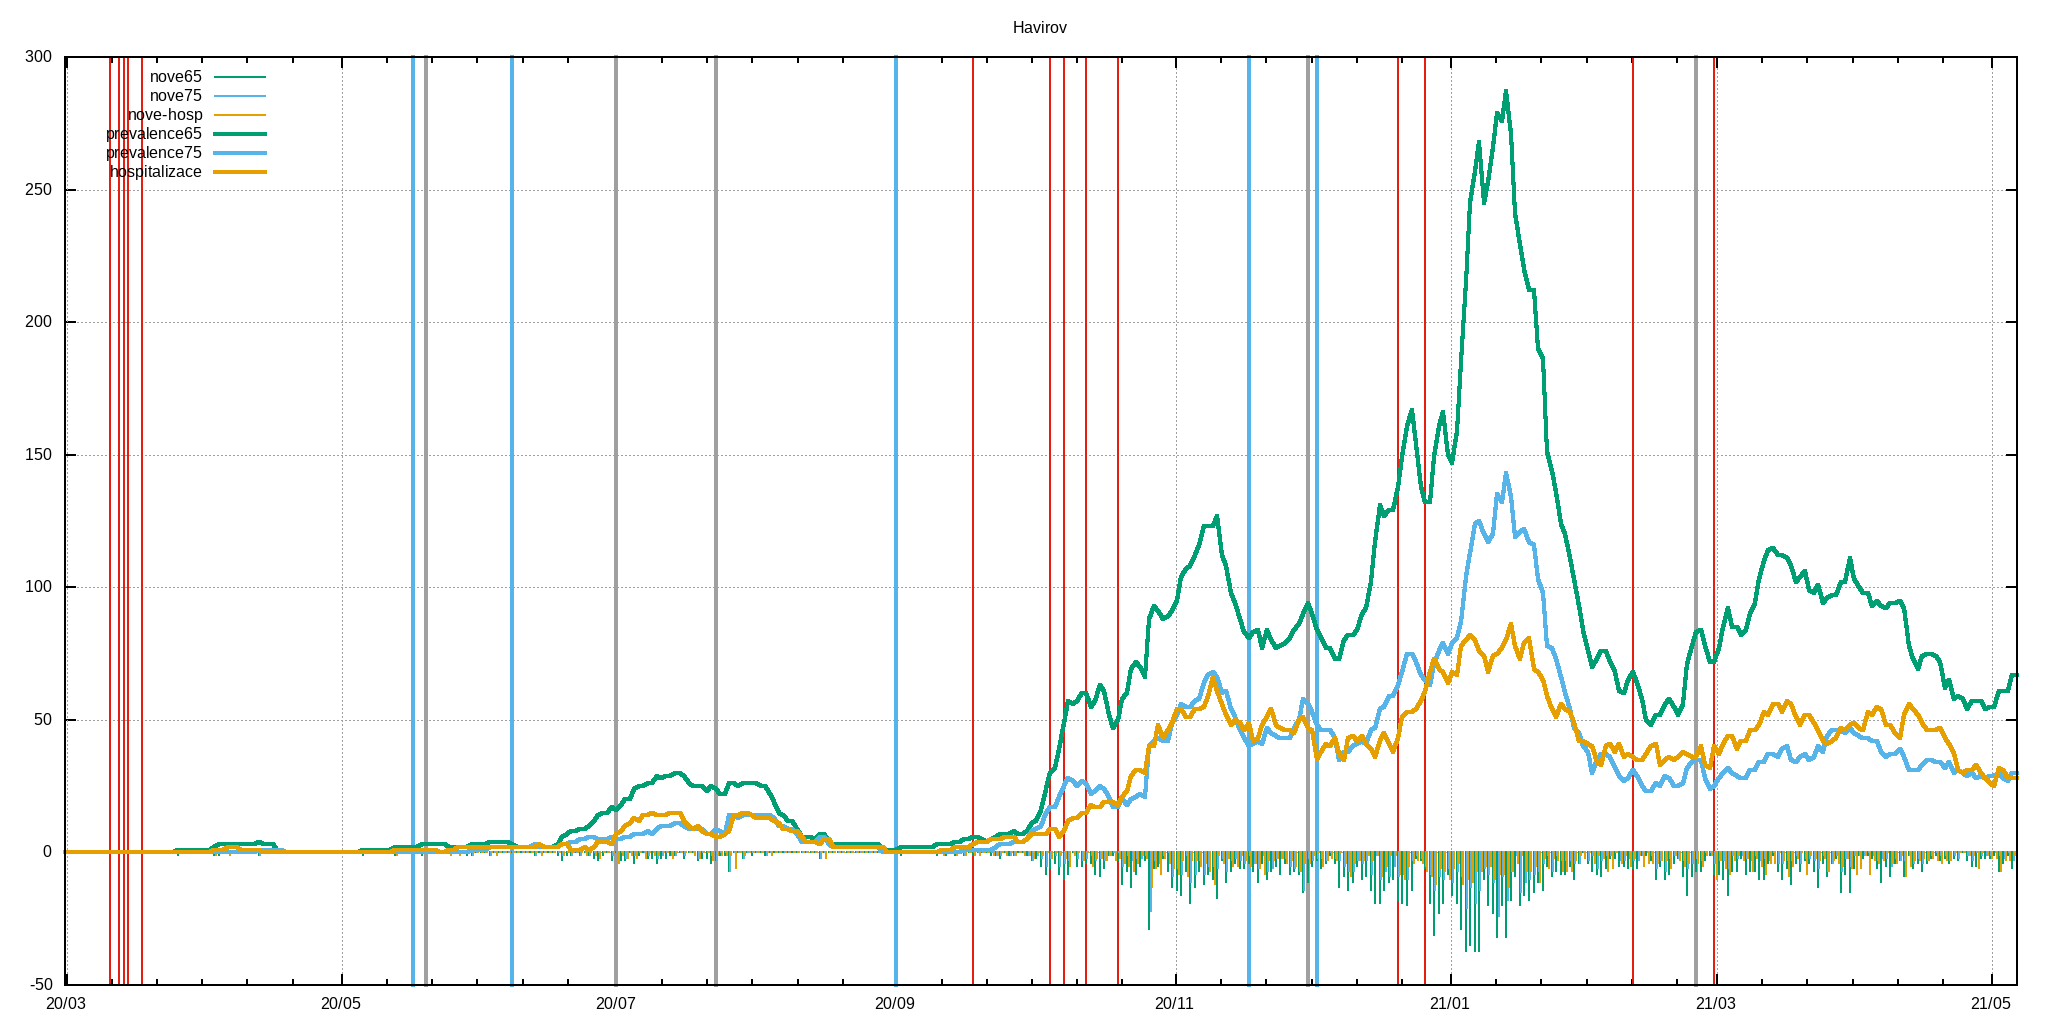 Havirov
300
250
200
150
100
50
0
-50
nove65
nove75
nove-hosp
prevalence65
prevalence75
hospitalizace
20/03 20/05 20/07 20/09 20/11 21/01 21/03 21/05